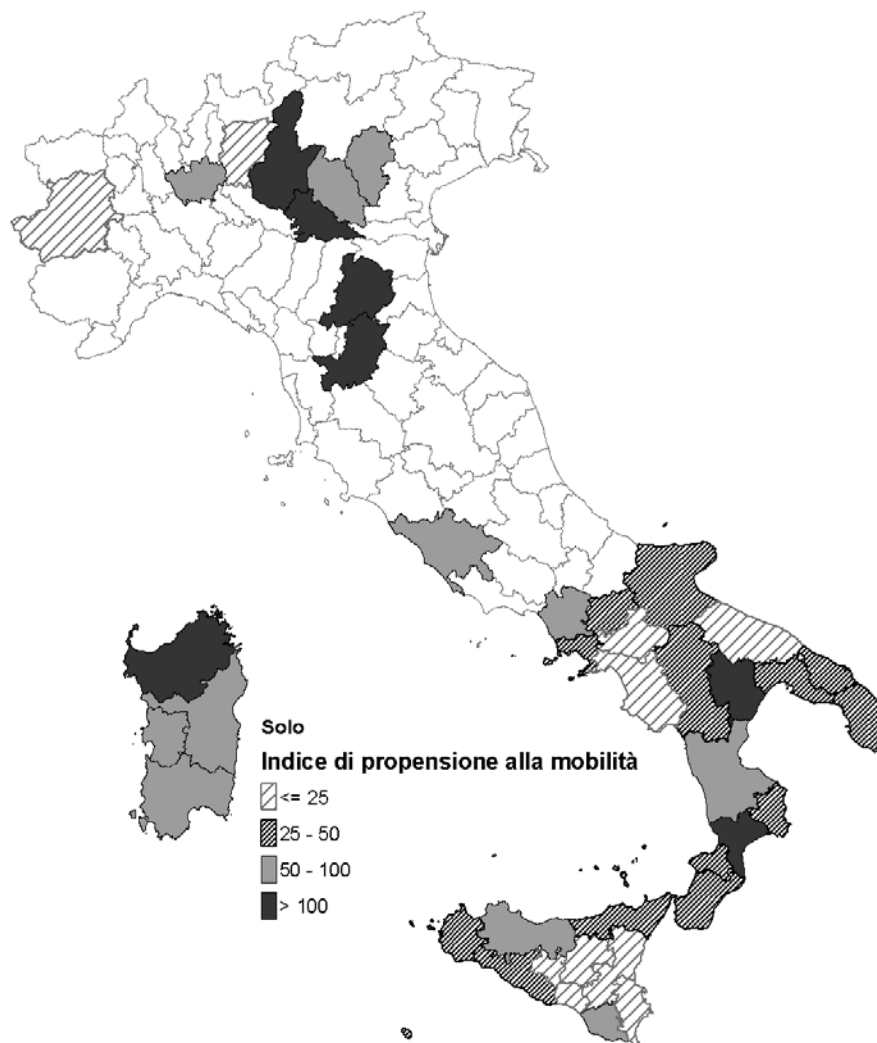 Solo
Indice di propensione alla mobilità
<= 25
25 - 50
50 - 100
> 100